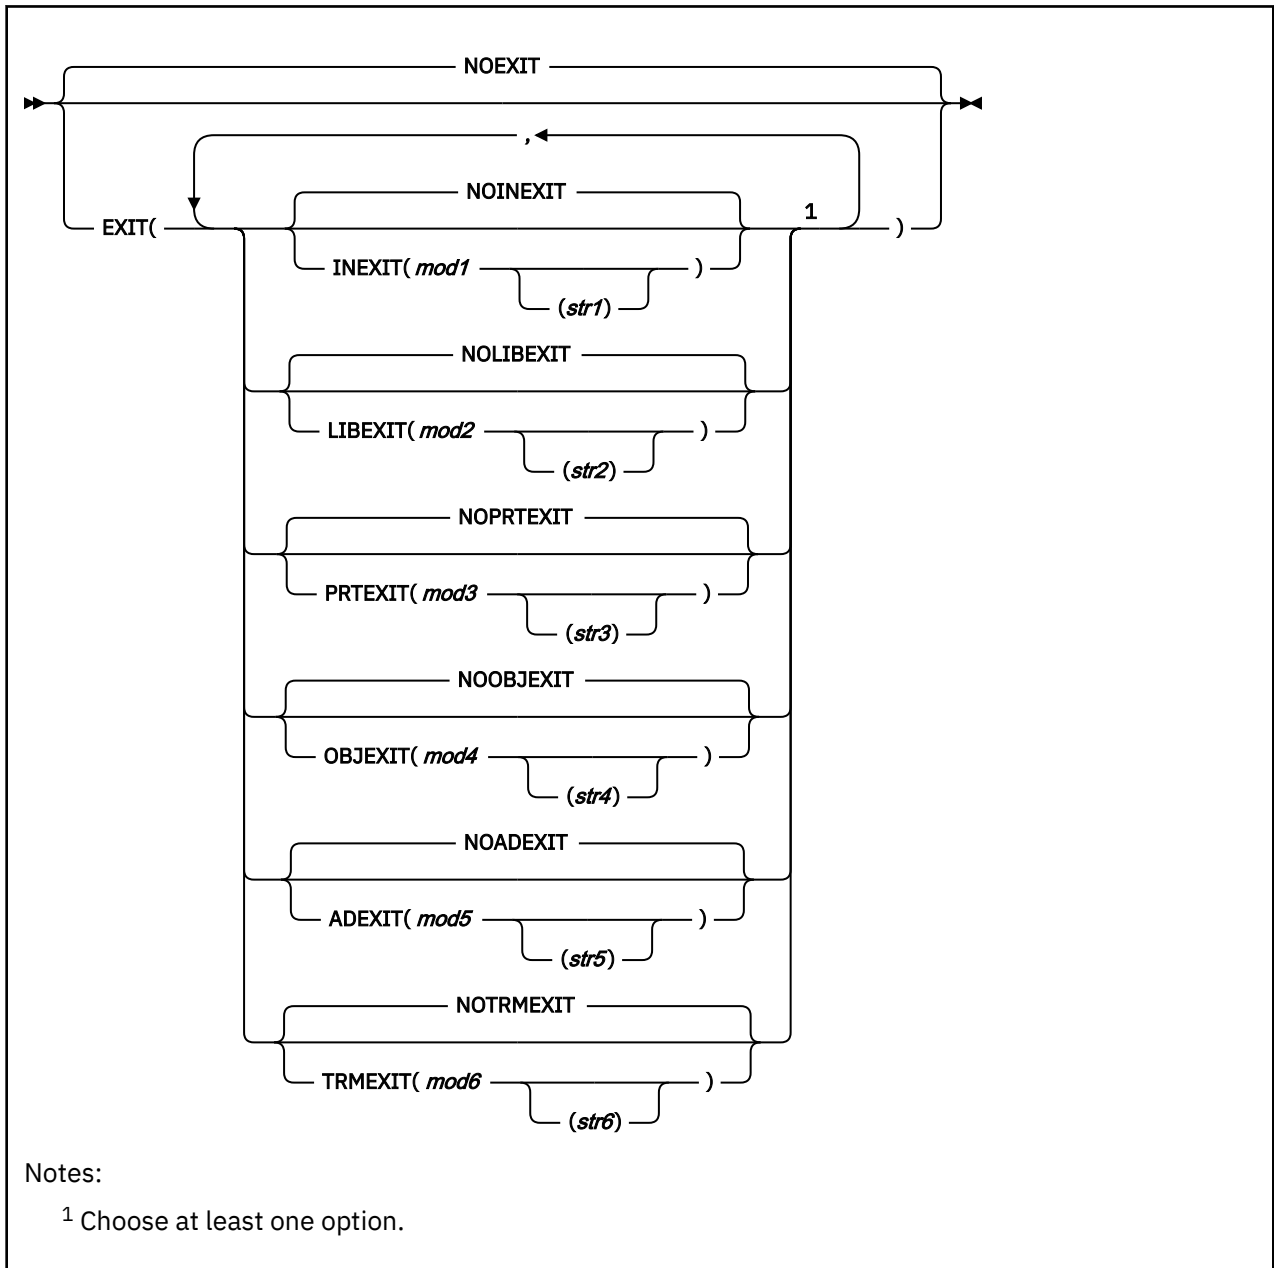 NOEXIT
,
NOINEXIT
1
EXIT( )
INEXIT( mod1 )
(str1)
NOLIBEXIT
LIBEXIT( mod2 )
(str2)
NOPRTEXIT
PRTEXIT( mod3 )
(str3)
NOOBJEXIT
OBJEXIT( mod4 )
(str4)
NOADEXIT
ADEXIT( mod5 )
(str5)
NOTRMEXIT
TRMEXIT( mod6 )
(str6)
Notes:
1 Choose at least one option.